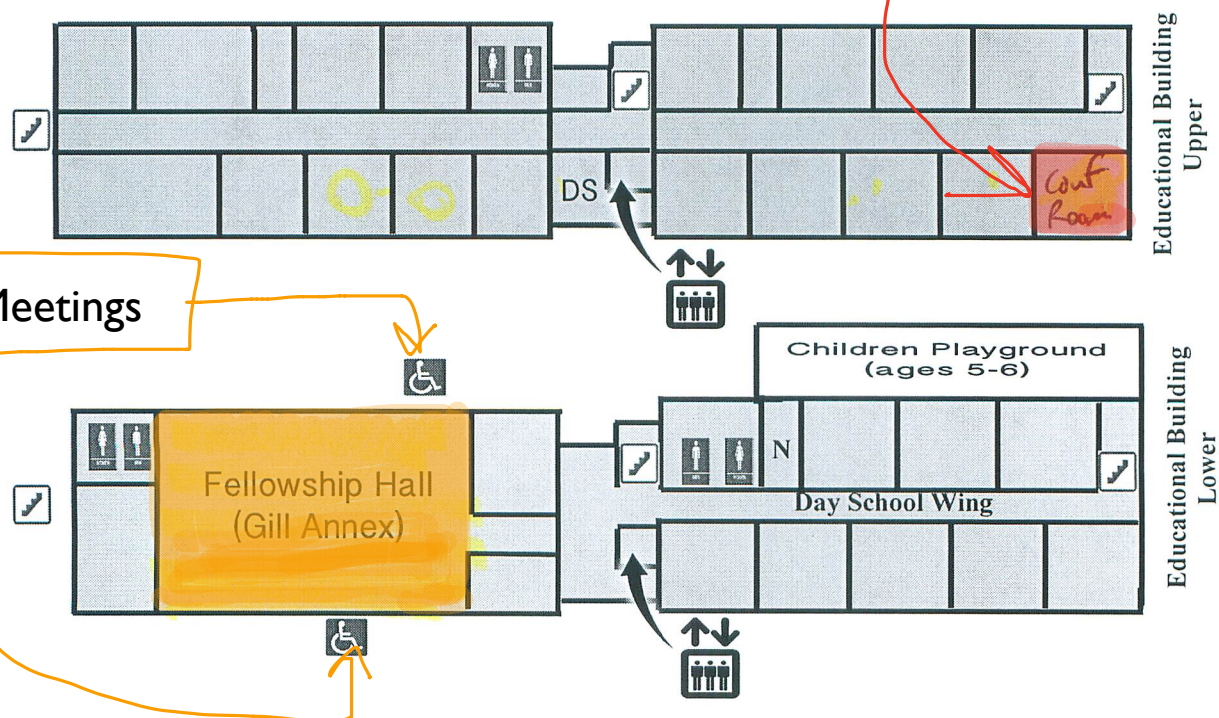 Educational Building
Upper
DS
Conf
Room
Meetings
Children Playground
(ages 5-6)
Fellowship Hall
(Gill Annex)
N
Day School Wing
Educational Building
Lower